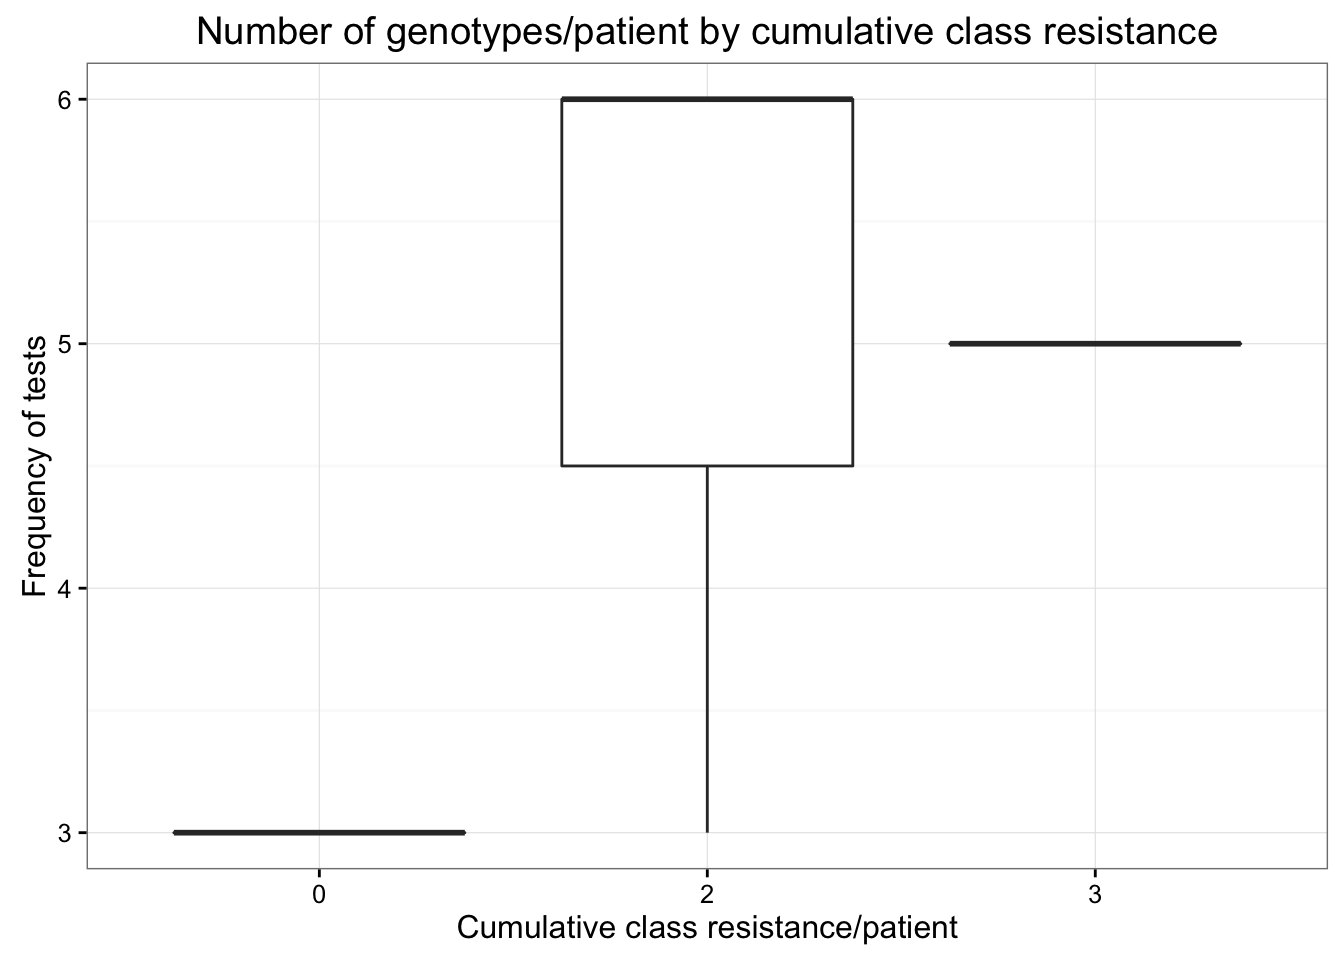 Number of genotypes/patient by cumulative class resistance
6
5
4
3
Frequency of tests
0 2 3
Cumulative class resistance/patient